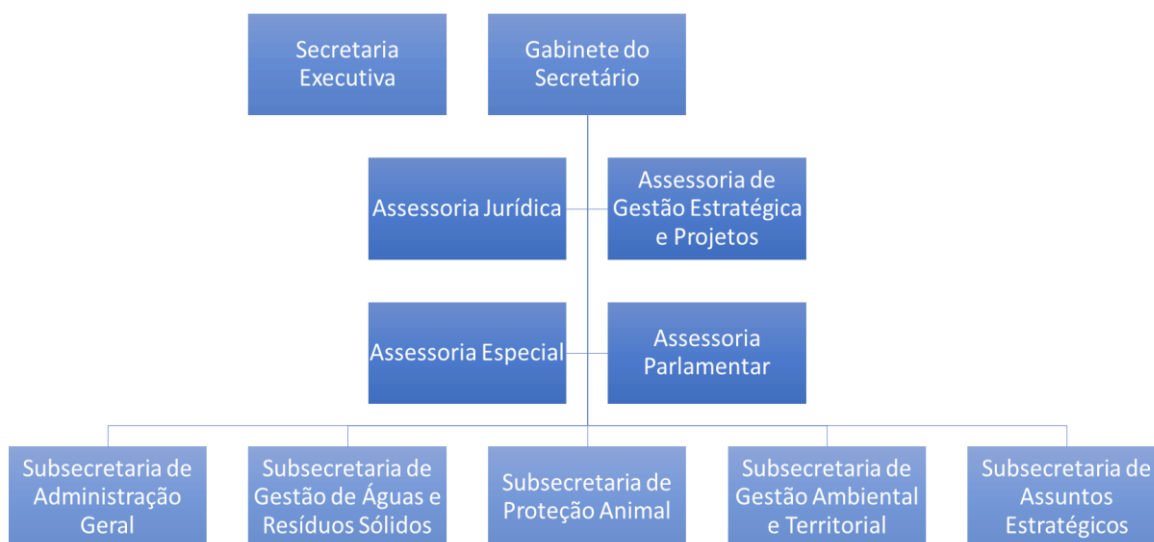 Secretaria
Executiva
Gabinete do
Secretário
Assessoria Jurídica
Assessoria de
Gestão Estratégica
e Projetos
Assessoria Especial
Assessoria
Parlamentar
Subsecretaria de
Administração
Geral
Subsecretaria de
Gestão de Águas e
Resíduos Sólidos
Subsecretaria de
Proteção Animal
Subsecretaria de
Gestão Ambiental
e Territorial
Subsecretaria de
Assuntos
Estratégicos